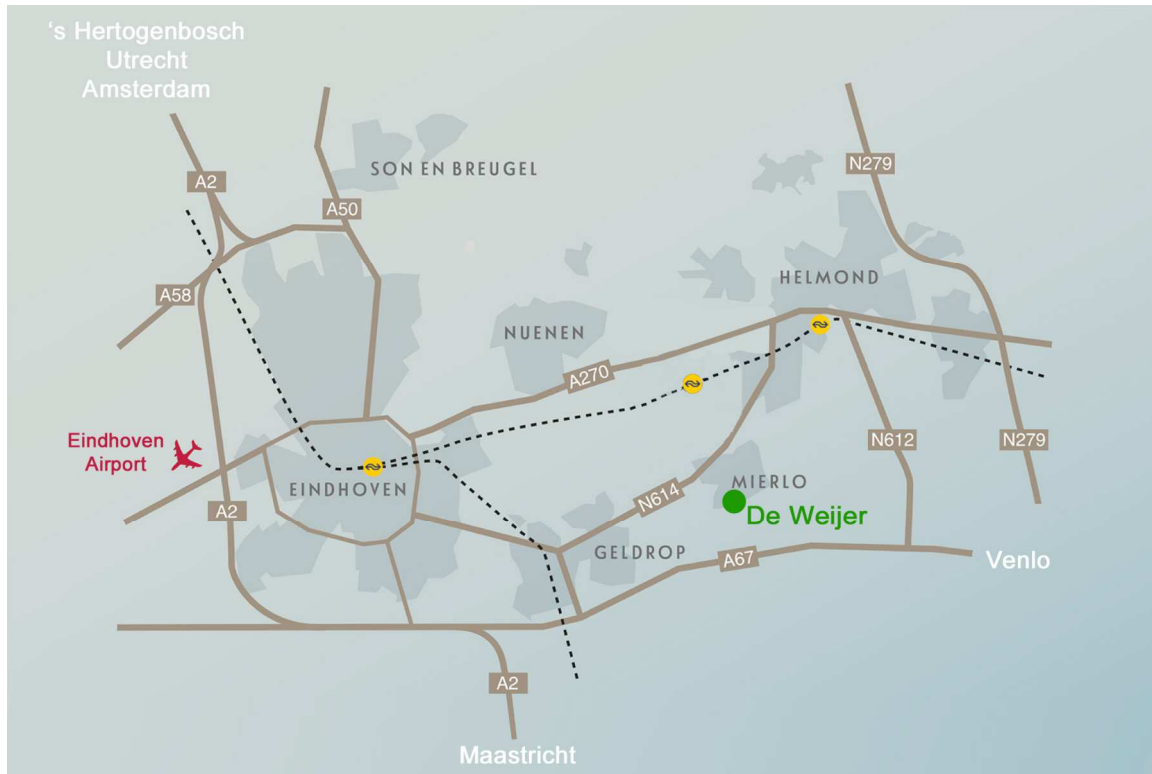 ‘s Hertogenbosch
Utrecht
Amsterdam
A2
SON EN BREUGEL
N279
A50
A58
HELMOND
NUENEN
A270
Eindhoven
Airport
N612
N279
EINDHOVEN
MIERLO
N614
A2
De Weijer
GELDROP
A67
Venlo
A2
Maastricht